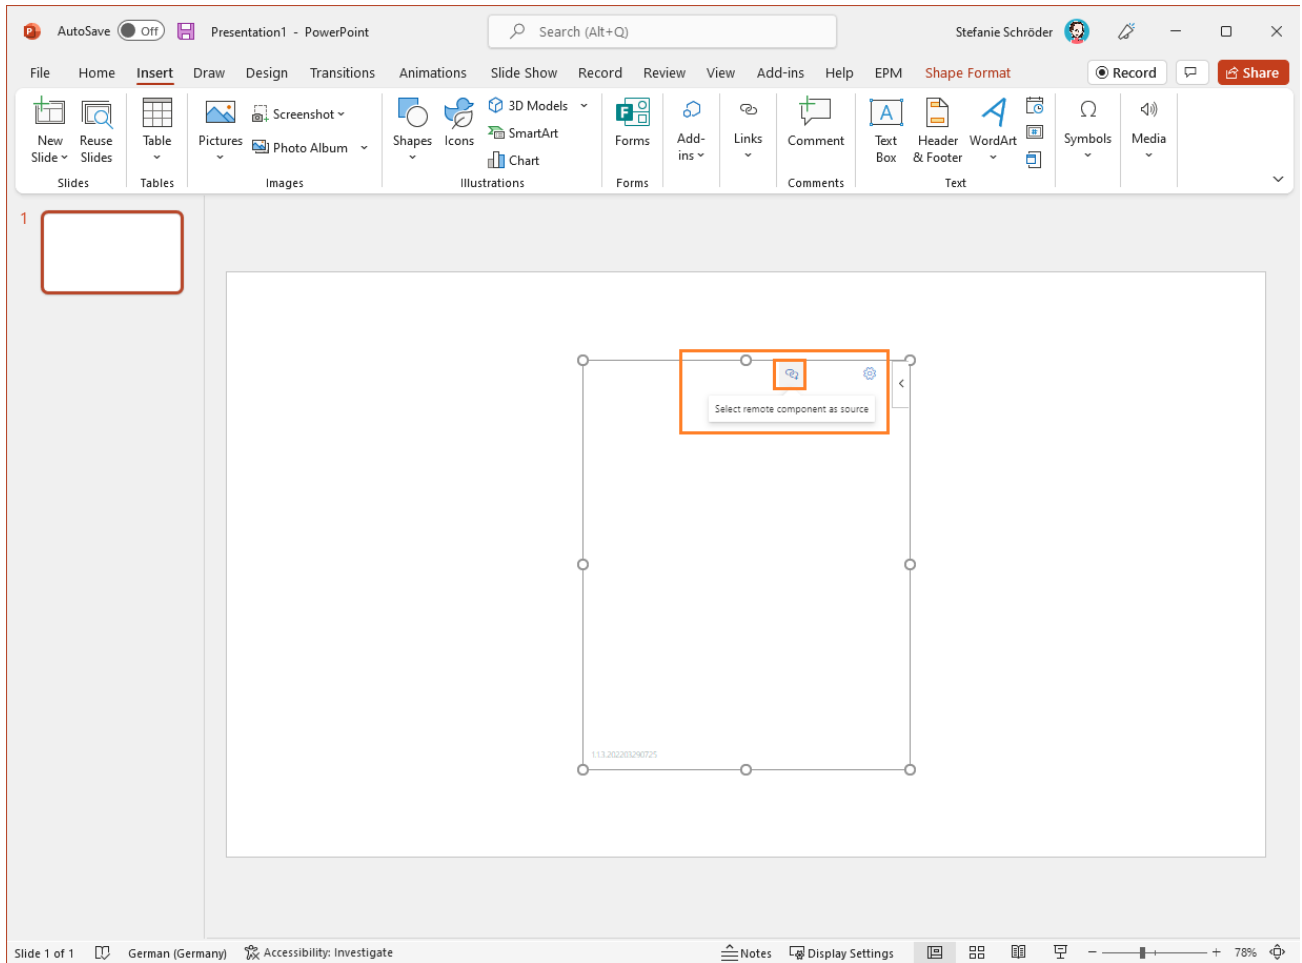 AutoSave Off Presentation1 - PowerPoint Search (Alt+Q) Stefanie Schröder
File Home Insert Draw Design Transitions Animations Slide Show Record Review View Add-ins Help EPM Shape Format Record Share
New Slide
Reuse Slides
Table
Pictures
Screenshot
Photo Album
Shapes
Icons
3D Models
SmartArt
Chart
Forms
Add-ins
Links
Comment
Text Box
Header & Footer
WordArt
Symbols
Media
Slides Tables Images Illustrations Forms Comments Text
1
Select remote component as source
1.13.202203290725
Slide 1 of 1 German (Germany) Accessibility: Investigate Notes Display Settings 78%